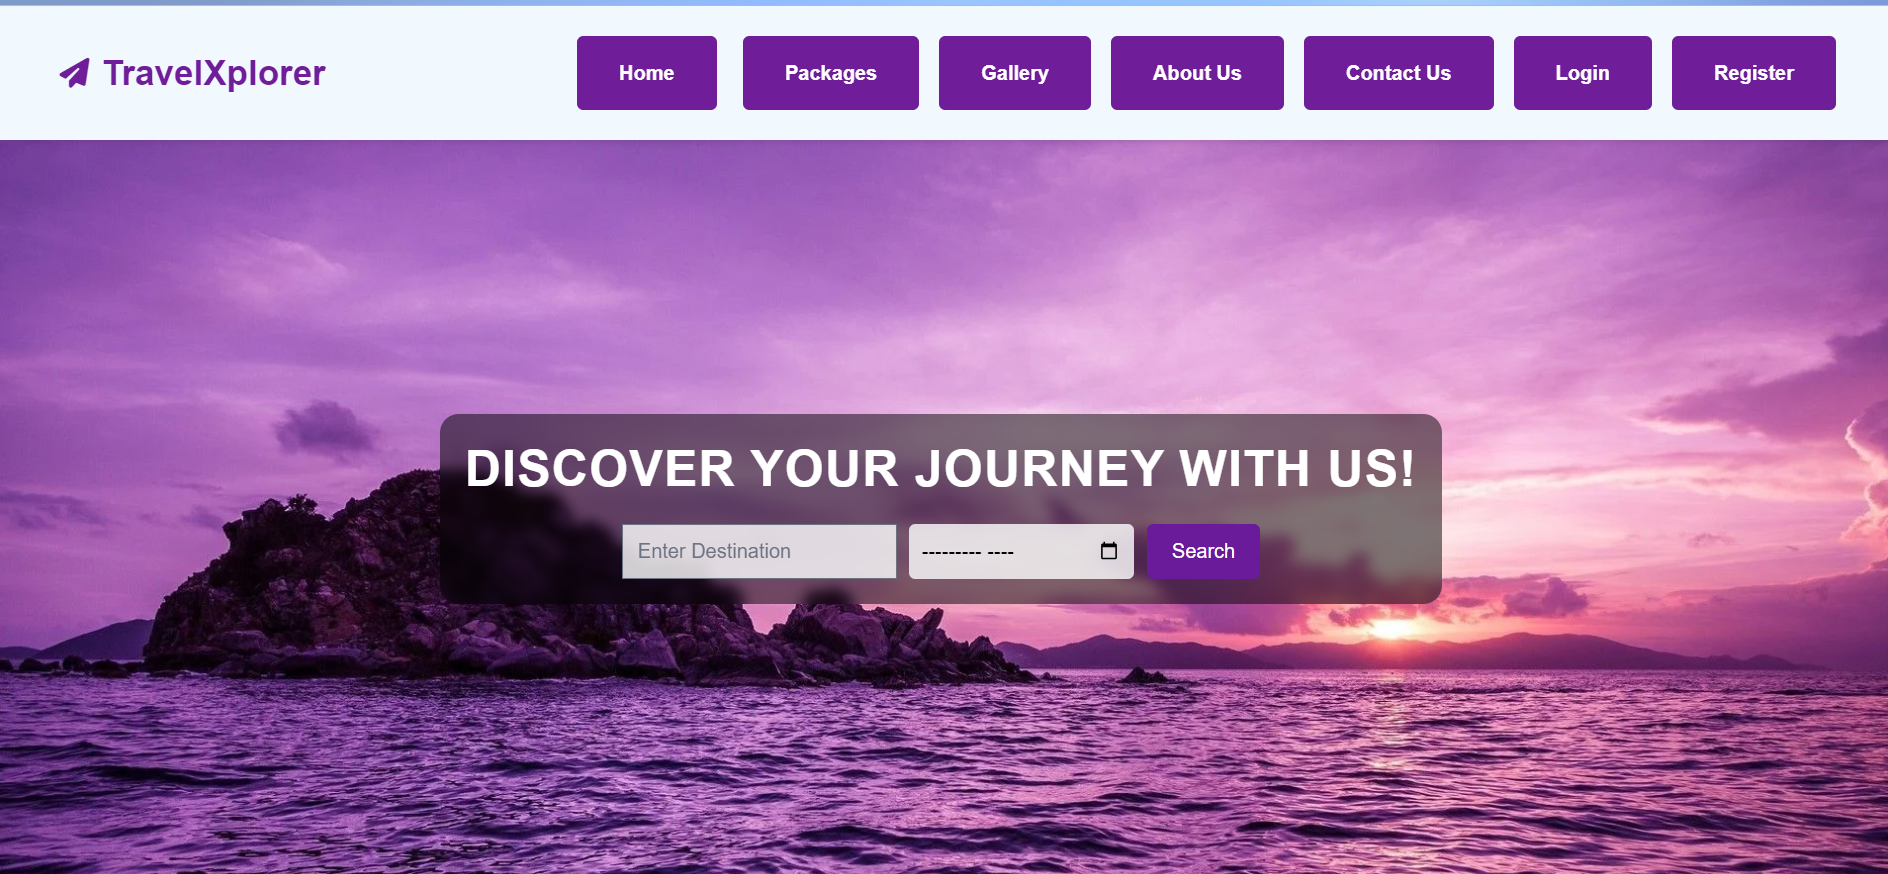 TravelXplorer
Home
Packages
Gallery
About Us
Contact Us
Login
Register
DISCOVER YOUR JOURNEY WITH US!
Enter Destination
--------- ----
Search